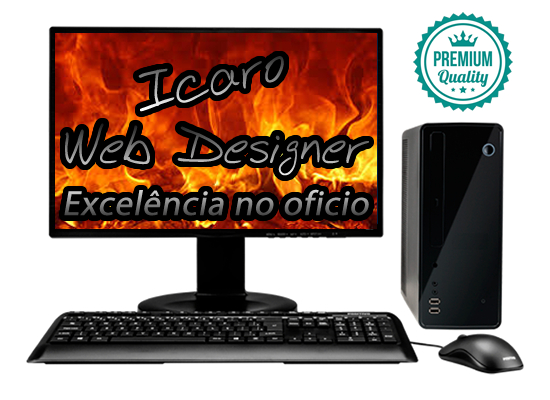 Icaro
Web Designer
Excelência no oficio
PREMIUM
Quality